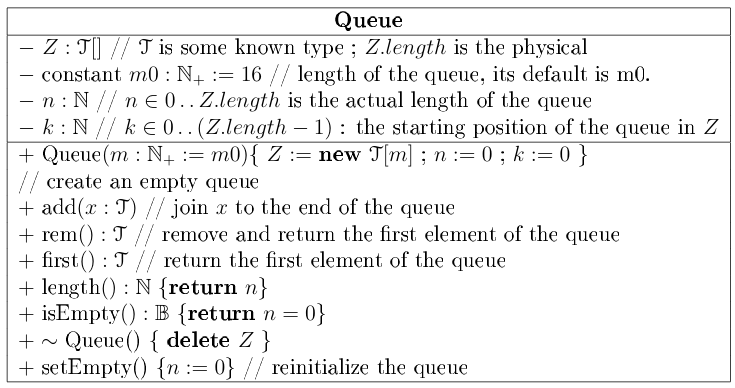 Queue
− Z : 𝒯[] // 𝒯 is some known type ; Z.length is the physical
− constant m0 : ℕ₊ := 16 // length of the queue, its default is m0.
− n : ℕ // n ∈ 0 . . Z.length is the actual length of the queue
− k : ℕ // k ∈ 0 . . (Z.length − 1) : the starting position of the queue in Z
+ Queue(m : ℕ₊ := m0){ Z := new 𝒯[m] ; n := 0 ; k := 0 }
// create an empty queue
+ add(x : 𝒯) // join x to the end of the queue
+ rem() : 𝒯 // remove and return the first element of the queue
+ first() : 𝒯 // return the first element of the queue
+ length() : ℕ {return n}
+ isEmpty() : 𝔹 {return n = 0}
+ ∼ Queue() { delete Z }
+ setEmpty() {n := 0} // reinitialize the queue